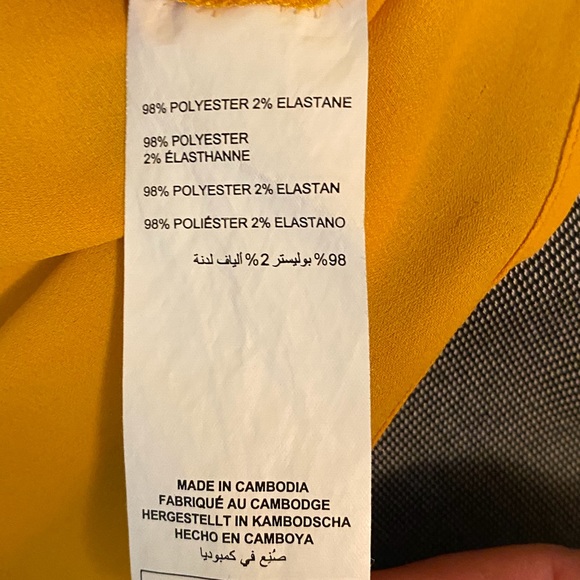 98% POLYESTER 2% ELASTANE
98% POLYESTER
2% ÉLASTHANNE
98% POLYESTER 2% ELASTAN
98% POLIÉSTER 2% ELASTANO
98% بوليستر 2% ألياف لدنة
MADE IN CAMBODIA
FABRIQUÉ AU CAMBODGE
HERGESTELLT IN KAMBODSCHA
HECHO EN CAMBOYA
صُنِع في كمبوديا